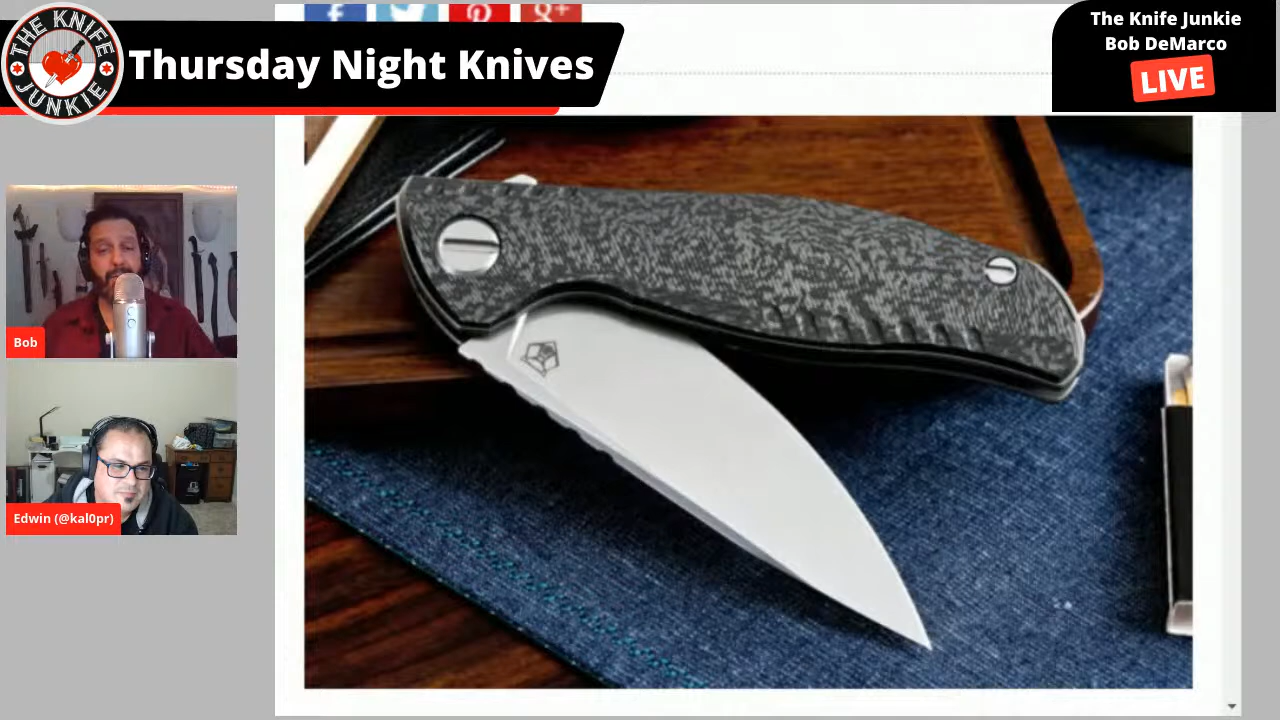 THE KNIFE
JUNKIE
Thursday Night Knives
f
g+
The Knife Junkie
Bob DeMarco
LIVE
Bob
Edwin (@kal0pr)